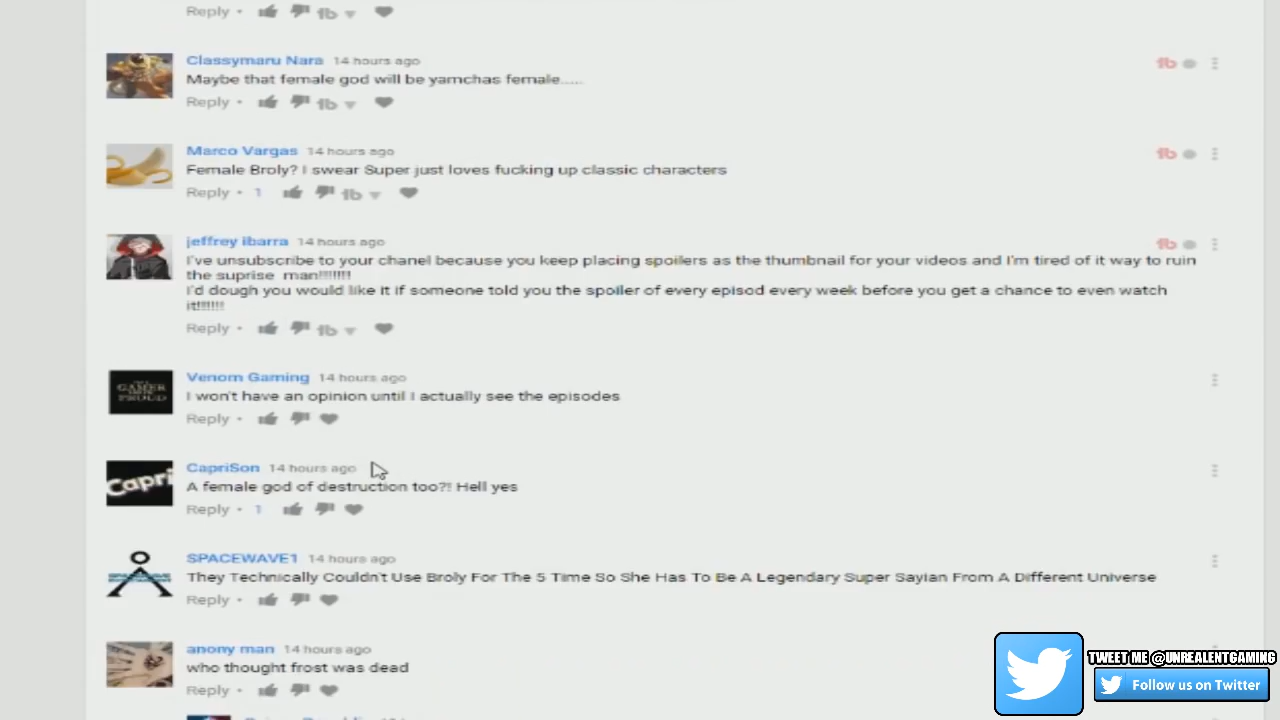 Reply •
Classymaru Nara 14 hours ago
Maybe that female god will be yamchas female.....
Reply •
Marco Vargas 14 hours ago
Female Broly? I swear Super just loves fucking up classic characters
Reply • 1
jeffrey ibarra 14 hours ago
I've unsubscribe to your chanel because you keep placing spoilers as the thumbnail for your videos and I'm tired of it way to ruin
the suprise man!!!!!!!
I'd dough you would like it if someone told you the spoiler of every episod every week before you get a chance to even watch
it!!!!!!!
Reply •
GAMER
PROUD
Venom Gaming 14 hours ago
I won't have an opinion until I actually see the episodes
Reply •
Capri
CapriSon 14 hours ago
A female god of destruction too?! Hell yes
Reply • 1
SPACEWAVE1 14 hours ago
They Technically Couldn't Use Broly For The 5 Time So She Has To Be A Legendary Super Sayian From A Different Universe
Reply •
anony man 14 hours ago
who thought frost was dead
Reply •
TWEET ME @UNREALENTGAMING
Follow us on Twitter